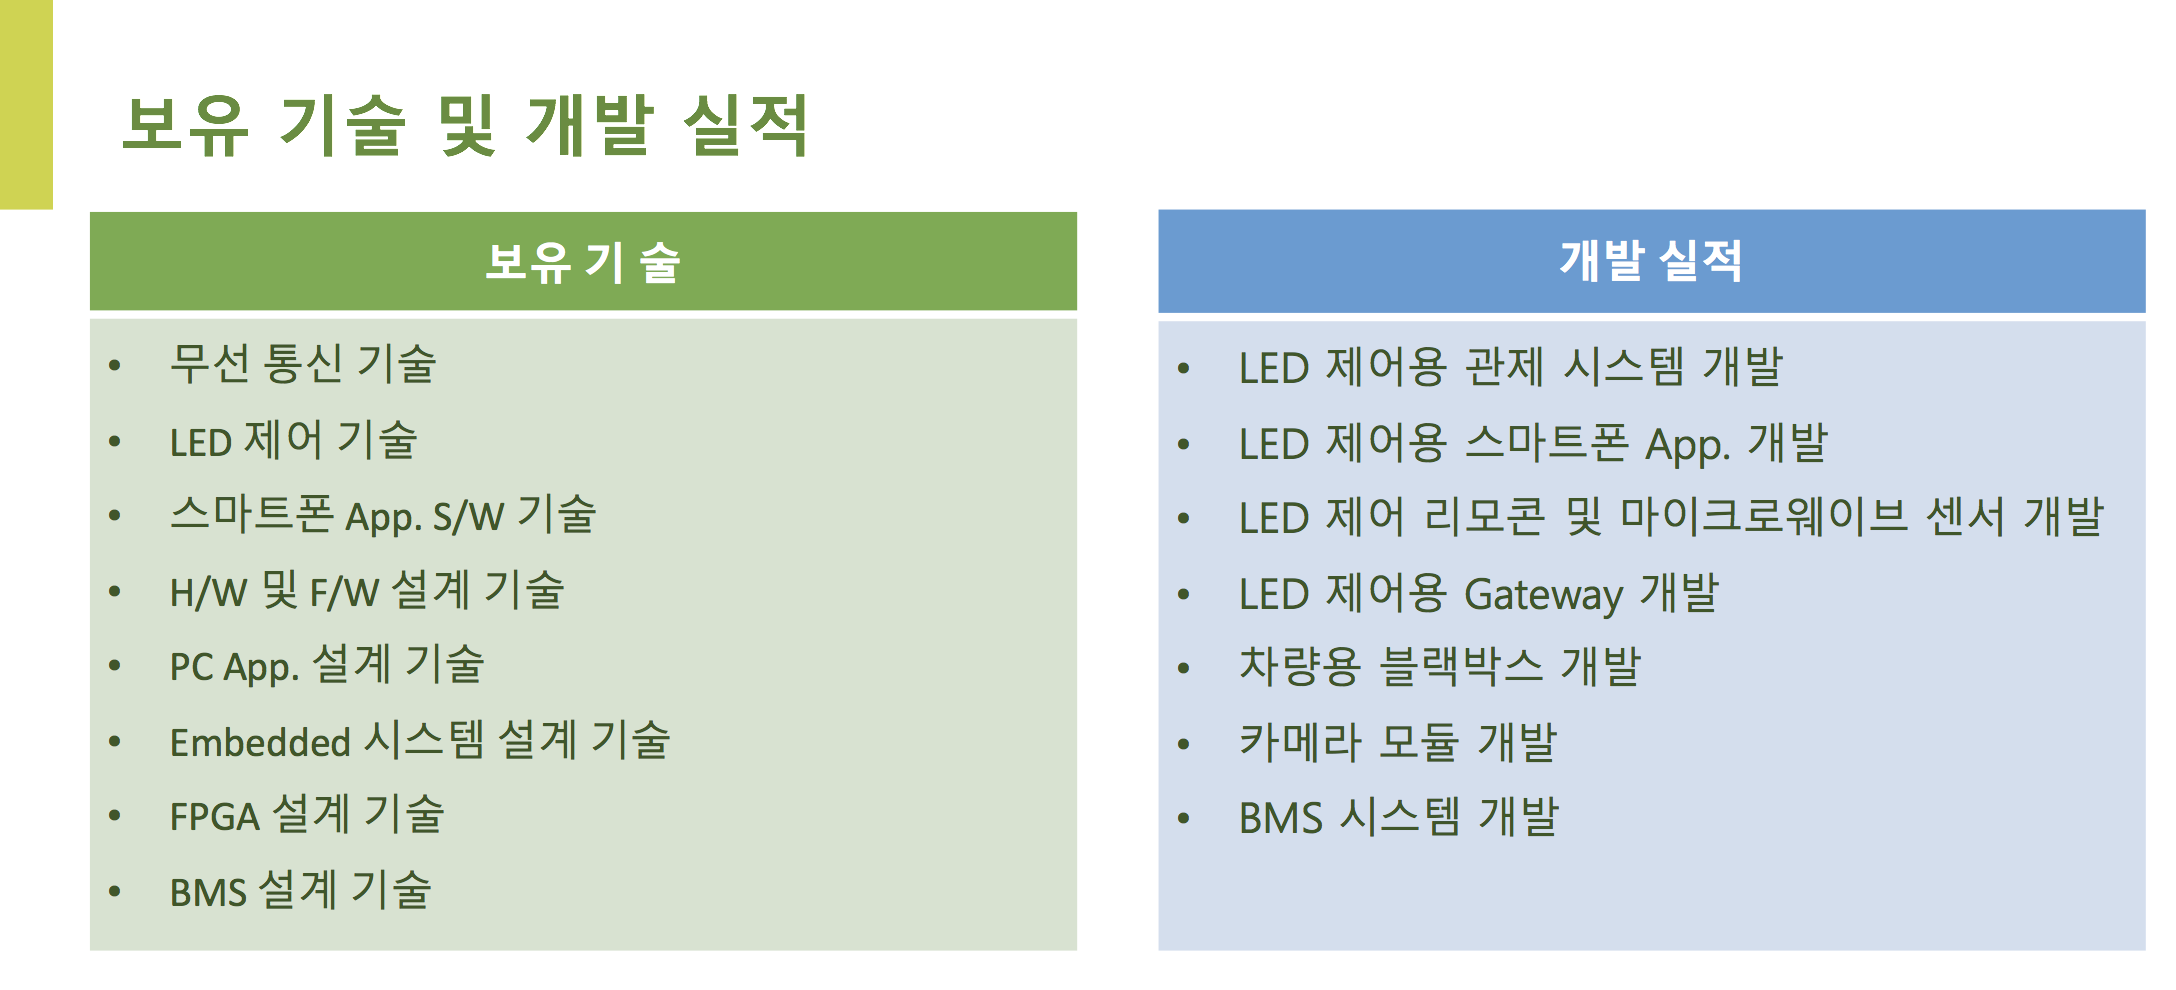 보유 기술 및 개발 실적
보유 기 술
• 무선 통신 기술
• LED 제어 기술
• 스마트폰 App. S/W 기술
• H/W 및 F/W 설계 기술
• PC App. 설계 기술
• Embedded 시스템 설계 기술
• FPGA 설계 기술
• BMS 설계 기술
개발 실적
• LED 제어용 관제 시스템 개발
• LED 제어용 스마트폰 App. 개발
• LED 제어 리모콘 및 마이크로웨이브 센서 개발
• LED 제어용 Gateway 개발
• 차량용 블랙박스 개발
• 카메라 모듈 개발
• BMS 시스템 개발